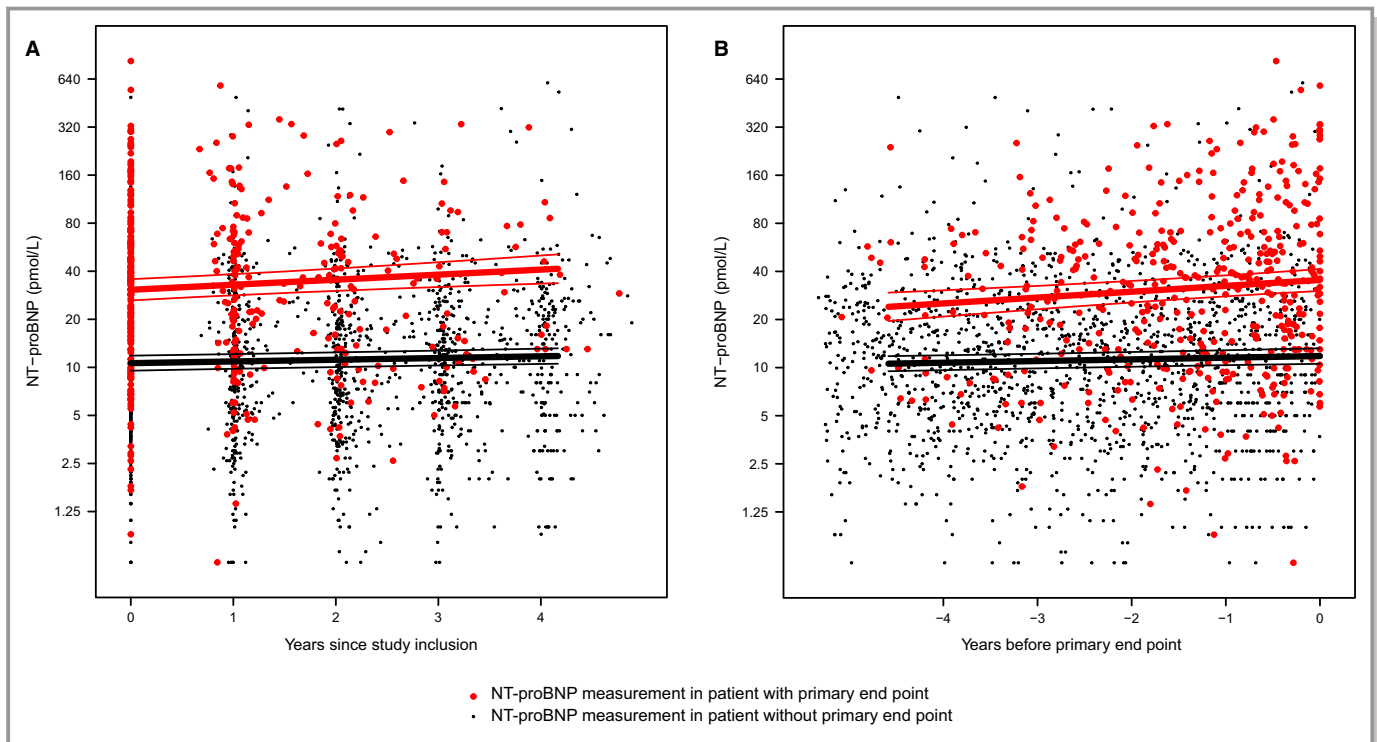 A
640
320
160
80
40
20
10
5
2.5
1.25
NT−proBNP (pmol/L)
0 1 2 3 4
Years since study inclusion
B
640
320
160
80
40
20
10
5
2.5
1.25
NT−proBNP (pmol/L)
−4 −3 −2 −1 0
Years before primary end point
NT-proBNP measurement in patient with primary end point
NT-proBNP measurement in patient without primary end point